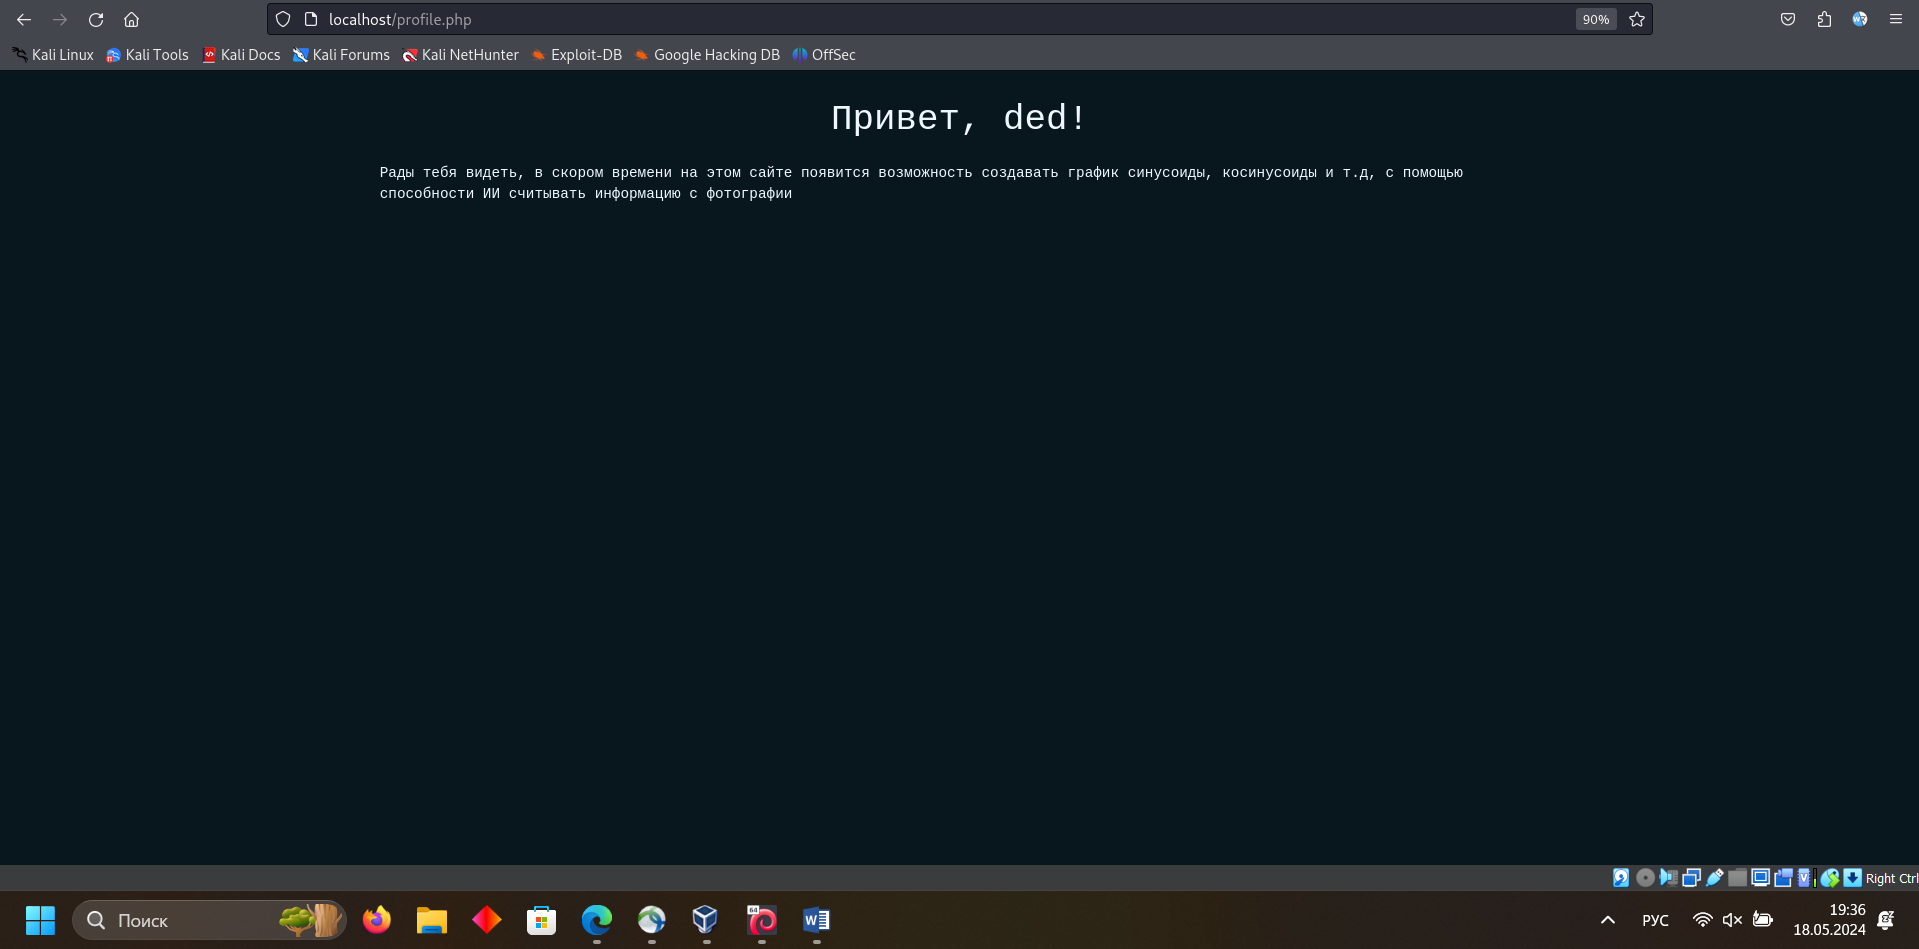 localhost/profile.php
90%
Kali Linux
Kali Tools
Kali Docs
Kali Forums
Kali NetHunter
Exploit-DB
Google Hacking DB
OffSec
Привет, ded!
Рады тебя видеть, в скором времени на этом сайте появится возможность создавать график синусоиды, косинусоиды и т.д, с помощью
способности ИИ считывать информацию с фотографии
Right Ctrl
Поиск
64
W
РУС
19:36
18.05.2024